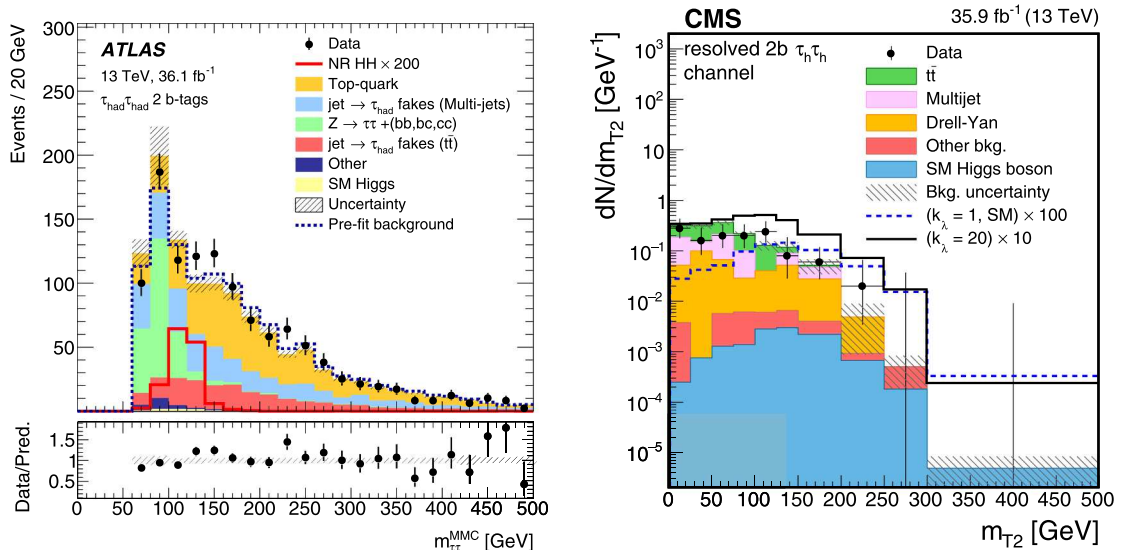 300
250
200
150
100
50
Events / 20 GeV
ATLAS
13 TeV, 36.1 fb⁻¹
τhadτhad 2 b-tags
Data
NR HH × 200
Top-quark
jet → τhad fakes (Multi-jets)
Z → ττ +(bb,bc,cc)
jet → τhad fakes (tt̄)
Other
SM Higgs
Uncertainty
Pre-fit background
Data/Pred.
1.5
1
0.5
0 50 100 150 200 250 300 350 400 450 500
mττ^MMC [GeV]
CMS
35.9 fb⁻¹ (13 TeV)
dN/dmT2 [GeV⁻¹]
10³
10²
10
1
10⁻¹
10⁻²
10⁻³
10⁻⁴
10⁻⁵
resolved 2b τhτh
channel
Data
tt̄
Multijet
Drell-Yan
Other bkg.
SM Higgs boson
Bkg. uncertainty
(kλ = 1, SM) × 100
(kλ = 20) × 10
0 50 100 150 200 250 300 350 400 450 500
mT2 [GeV]